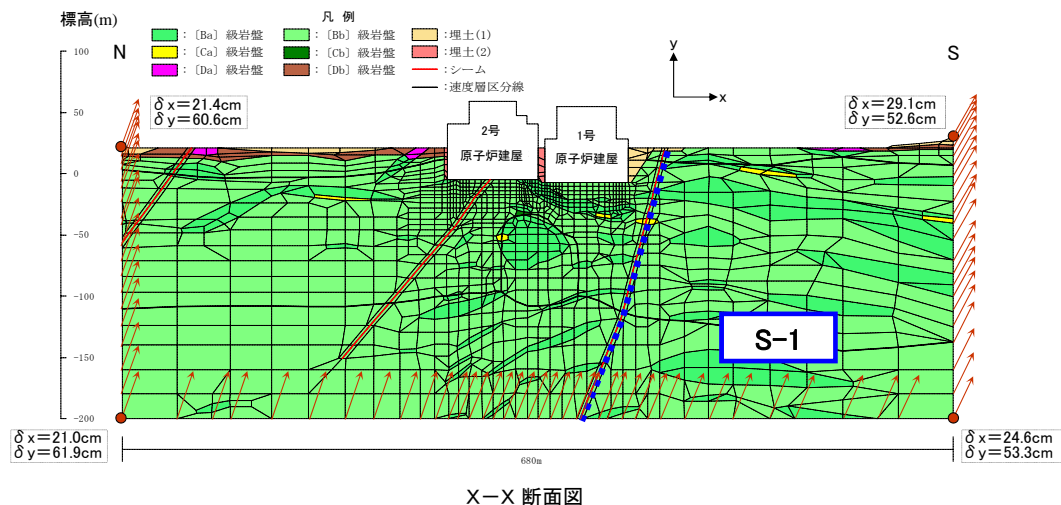 標高(m)
凡 例
：〔Ba〕級岩盤 ：〔Bb〕級岩盤 ：埋土(1)
：〔Ca〕級岩盤 ：〔Cb〕級岩盤 ：埋土(2)
：〔Da〕級岩盤 ：〔Db〕級岩盤 ：シーム
：速度層区分線
100
N
y
x
S
δx＝21.4cm
δy＝60.6cm
δx＝29.1cm
δy＝52.6cm
50
2号
原子炉建屋
1号
原子炉建屋
0
-50
-100
S-1
-150
-200
δx＝21.0cm
δy＝61.9cm
δx＝24.6cm
δy＝53.3cm
680m
X－X 断面図